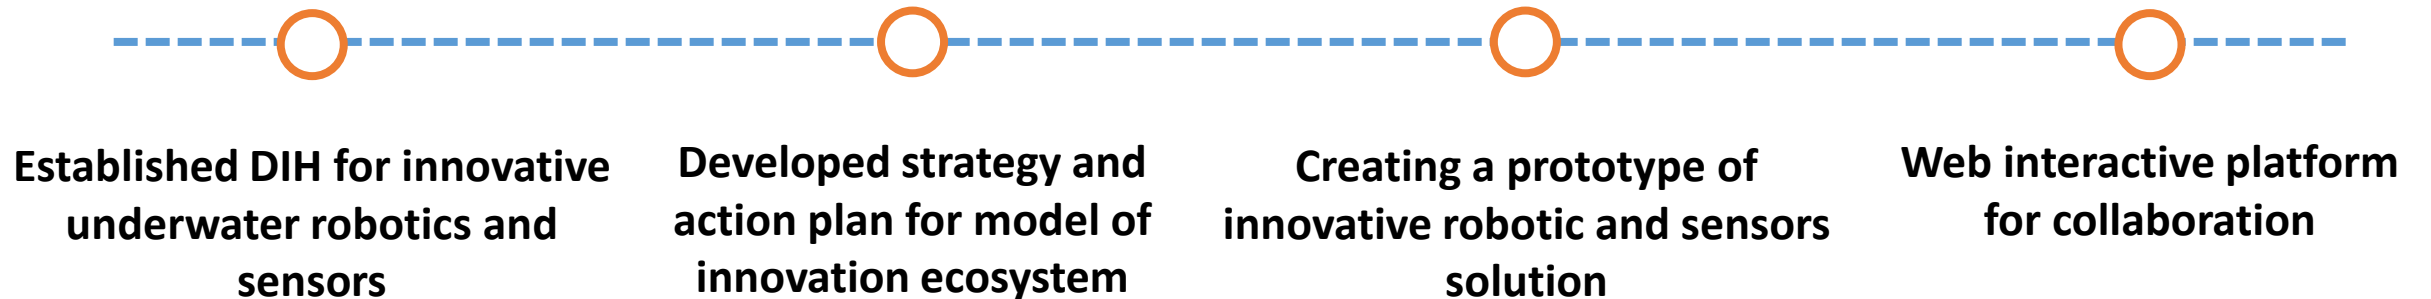 Established DIH for innovative
underwater robotics and
sensors
Developed strategy and
action plan for model of
innovation ecosystem
Creating a prototype of
innovative robotic and sensors
solution
Web interactive platform
for collaboration